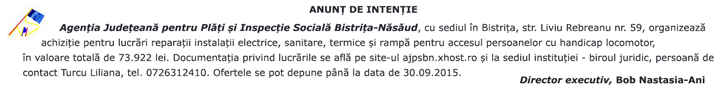 ANUNȚ DE INTENȚIE
Agenția Județeană pentru Plăți și Inspecție Socială Bistrița-Năsăud, cu sediul în Bistrița, str. Liviu Rebreanu nr. 59, organizează
achiziție pentru lucrări reparații instalații electrice, sanitare, termice și rampă pentru accesul persoanelor cu handicap locomotor,
în valoare totală de 73.922 lei. Documentația privind lucrările se află pe site-ul ajpsbn.xhost.ro și la sediul instituției - biroul juridic, persoană de
contact Turcu Liliana, tel. 0726312410. Ofertele se pot depune până la data de 30.09.2015.
Director executiv, Bob Nastasia-Ani